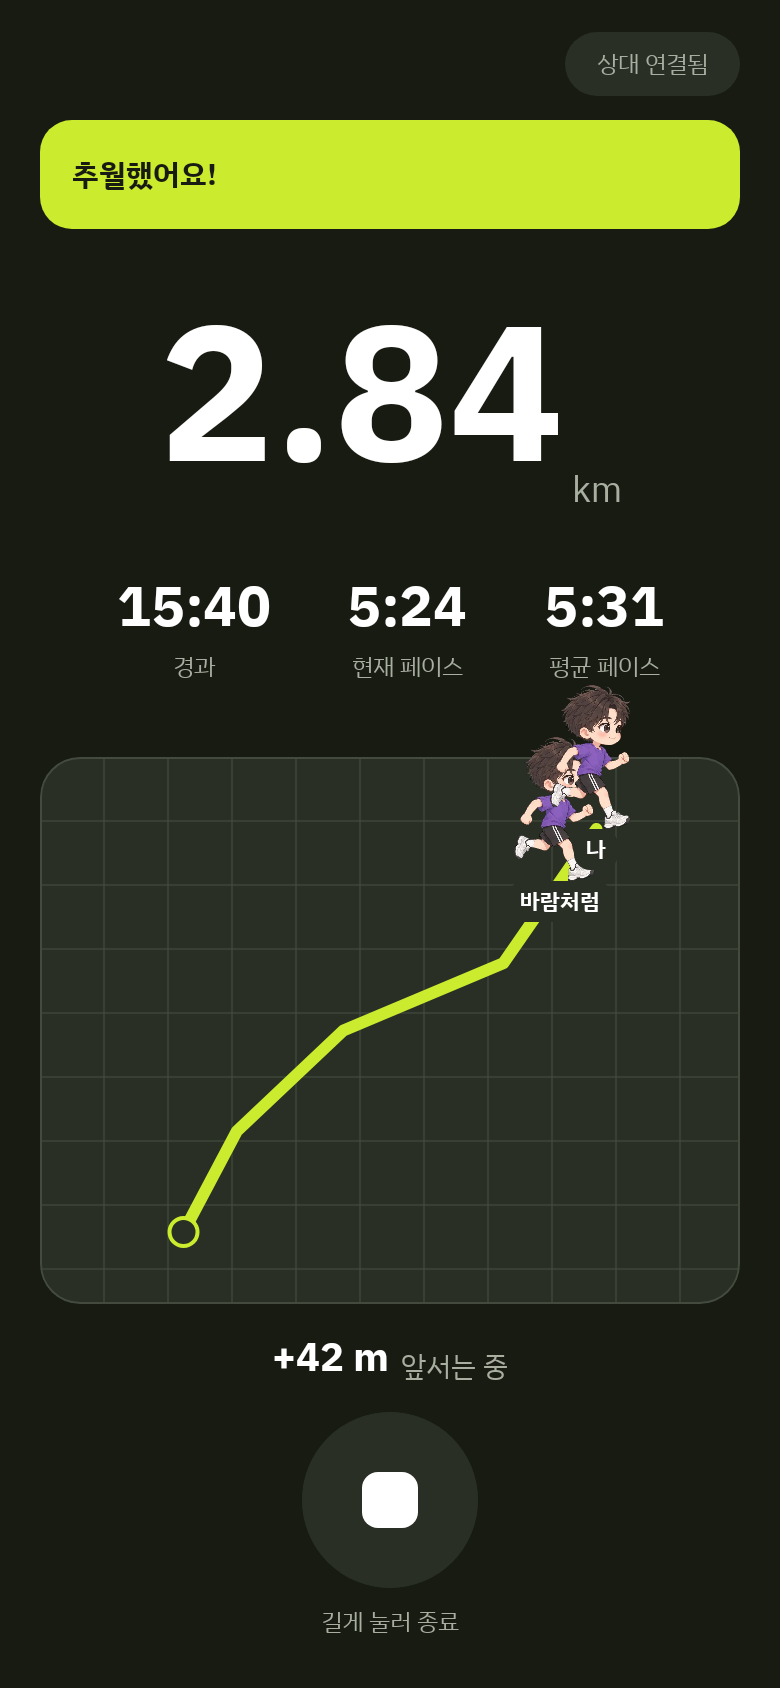 상대 연결됨
추월했어요!
2.84 km
15:40 5:24 5:31
경과 현재 페이스 평균 페이스
나
바람처럼
+42 m 앞서는 중
길게 눌러 종료